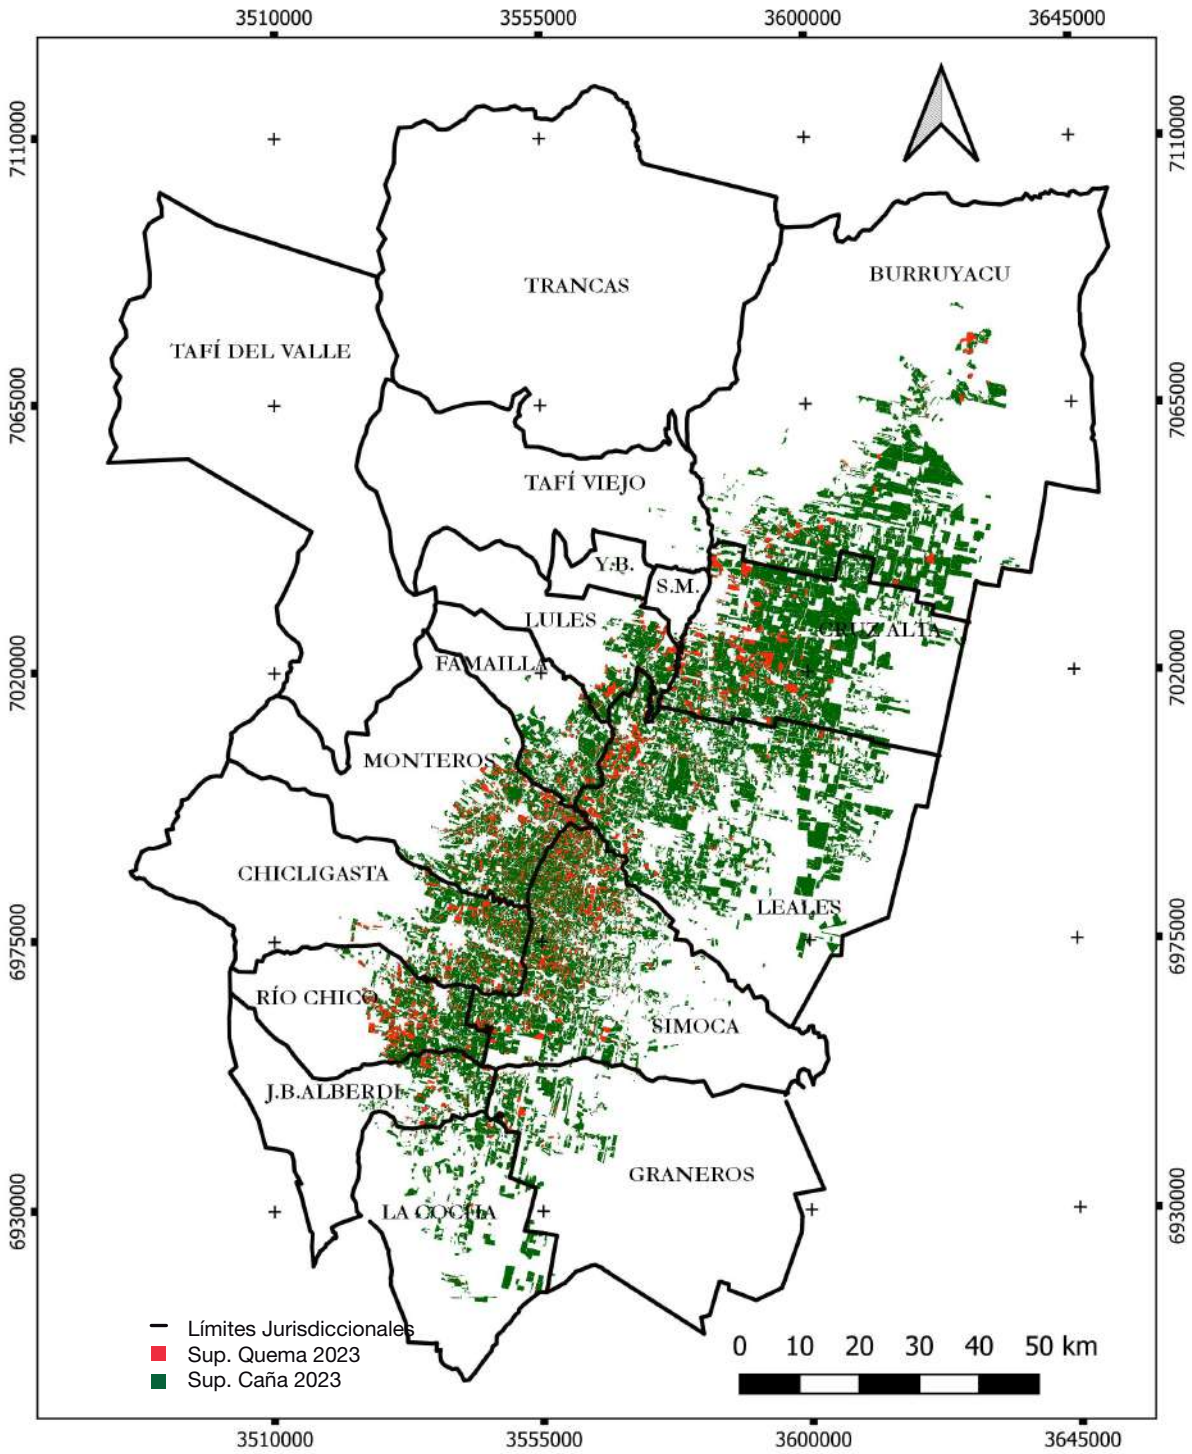 3510000 3555000 3600000 3645000
7110000 7110000
TRANCAS
BURRUYACU
TAFÍ DEL VALLE
7065000 7065000
TAFÍ VIEJO
Y.B.
S.M.
LULES
CRUZ ALTA
FAMAILLA
7020000 7020000
MONTEROS
CHICLIGASTA
LEALES
6975000 6975000
RÍO CHICO
SIMOCA
J.B.ALBERDI
GRANEROS
LA COCHA
6930000 6930000
Límites Jurisdiccionales
Sup. Quema 2023
Sup. Caña 2023
0 10 20 30 40 50 km
3510000 3555000 3600000 3645000